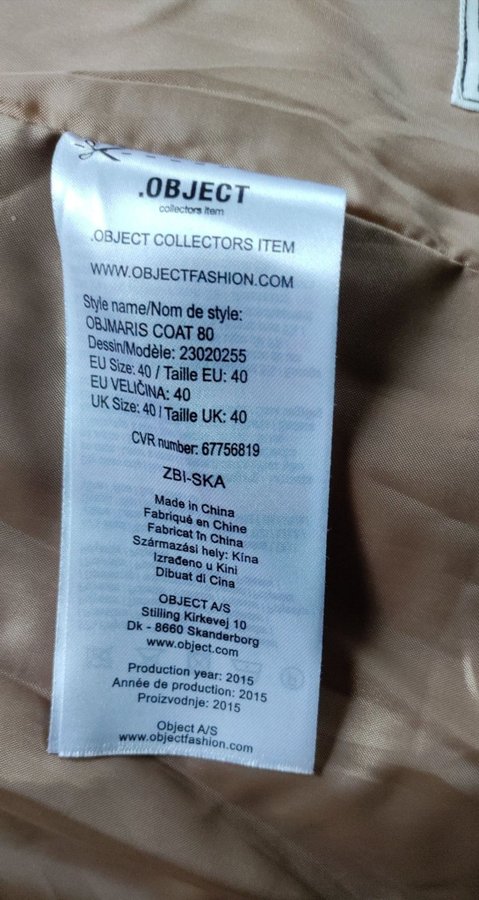 .OBJECT
collectors item
.OBJECT COLLECTORS ITEM
WWW.OBJECTFASHION.COM
Style name/Nom de style:
OBJMARIS COAT 80
Dessin/Modèle: 23020255
EU Size: 40 / Taille EU: 40
EU VELIČINA: 40
UK Size: 40 / Taille UK: 40
CVR number: 67756819
ZBI-SKA
Made in China
Fabriqué en Chine
Fabricat în China
Származási hely: Kína
Izrađeno u Kini
Dibuat di Cina
OBJECT A/S
Stilling Kirkevej 10
Dk - 8660 Skanderborg
www.object.com
Production year: 2015
Année de production: 2015
Proizvodnje: 2015
Object A/S
www.objectfashion.com